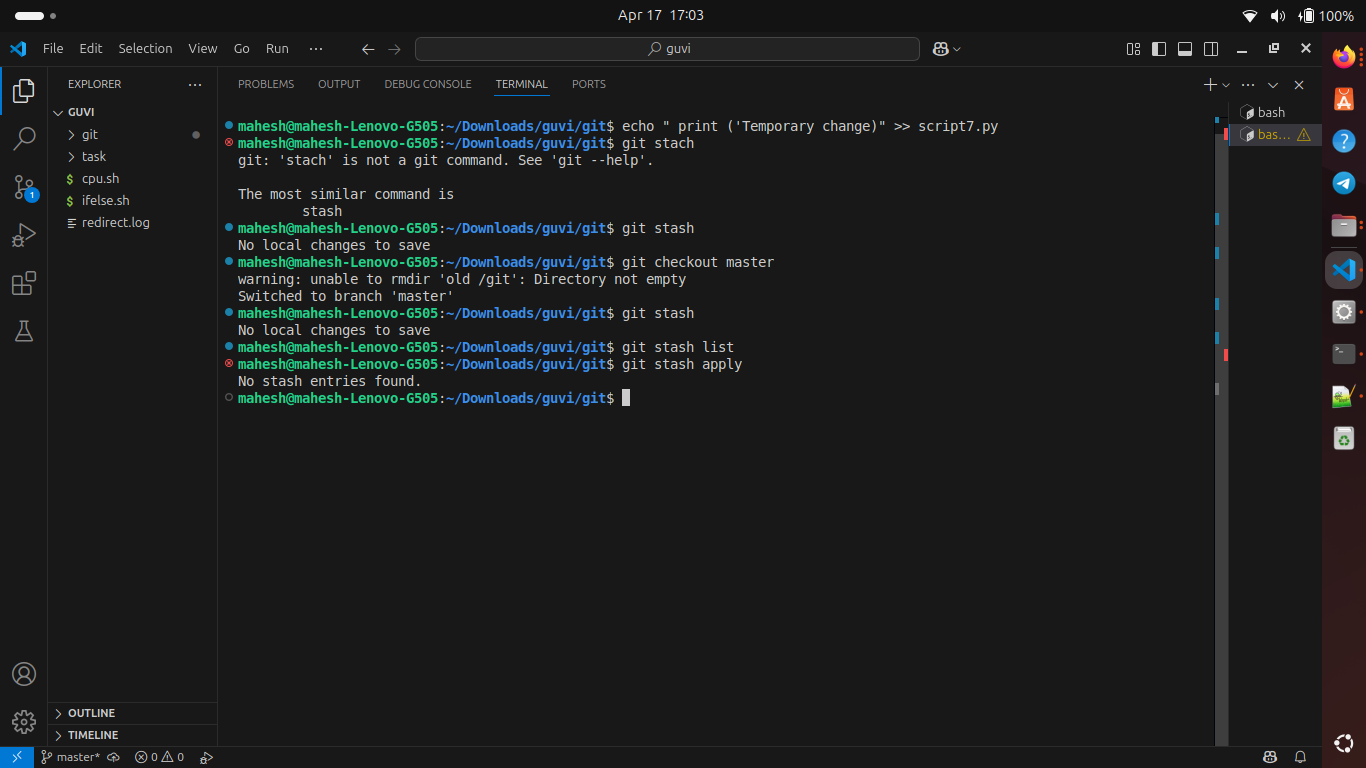 Apr 17 17:03
100%
File Edit Selection View Go Run ··· guvi
EXPLORER ···
GUVI
git
task
$ cpu.sh
$ ifelse.sh
redirect.log
1
PROBLEMS OUTPUT DEBUG CONSOLE TERMINAL PORTS
mahesh@mahesh-Lenovo-G505:~/Downloads/guvi/git$ echo " print ('Temporary change)" >> script7.py
mahesh@mahesh-Lenovo-G505:~/Downloads/guvi/git$ git stach
git: 'stach' is not a git command. See 'git --help'.
The most similar command is
stash
mahesh@mahesh-Lenovo-G505:~/Downloads/guvi/git$ git stash
No local changes to save
mahesh@mahesh-Lenovo-G505:~/Downloads/guvi/git$ git checkout master
warning: unable to rmdir 'old /git': Directory not empty
Switched to branch 'master'
mahesh@mahesh-Lenovo-G505:~/Downloads/guvi/git$ git stash
No local changes to save
mahesh@mahesh-Lenovo-G505:~/Downloads/guvi/git$ git stash list
mahesh@mahesh-Lenovo-G505:~/Downloads/guvi/git$ git stash apply
No stash entries found.
mahesh@mahesh-Lenovo-G505:~/Downloads/guvi/git$
bash
bas...
OUTLINE
TIMELINE
master* 0 0